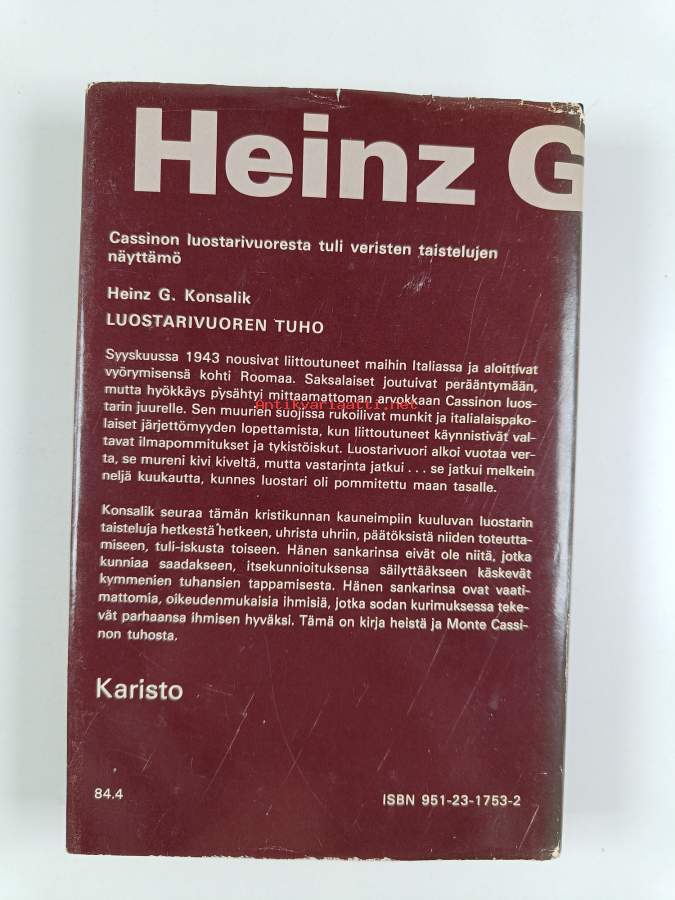 Heinz G
Cassinon luostarivuoresta tuli veristen taistelujen
näyttämö
Heinz G. Konsalik
LUOSTARIVUOREN TUHO
Syyskuussa 1943 nousivat liittoutuneet maihin Italiassa ja aloittivat
vyörymisensä kohti Roomaa. Saksalaiset joutuivat perääntymään,
mutta hyökkäys pysähtyi mittaamattoman arvokkaan Cassinon luos-
Antikvariaatti.net
tarin juurelle. Sen muurien suojissa rukoilivat munkit ja italialaispako-
laiset järjettömyyden lopettamista, kun liittoutuneet käynnistivät val-
tavat ilmapommitukset ja tykistöiskut. Luostarivuori alkoi vuotaa ver-
ta, se mureni kivi kiveltä, mutta vastarinta jatkui . . . se jatkui melkein
neljä kuukautta, kunnes luostari oli pommitettu maan tasalle.
Konsalik seuraa tämän kristikunnan kauneimpiin kuuluvan luostarin
taisteluja hetkestä hetkeen, uhrista uhriin, päätöksistä niiden toteutta-
miseen, tuli-iskusta toiseen. Hänen sankarinsa eivät ole niitä, jotka
kunniaa saadakseen, itsekunnioituksensa säilyttääkseen käskevät
kymmenien tuhansien tappamisesta. Hänen sankarinsa ovat vaati-
mattomia, oikeudenmukaisia ihmisiä, jotka sodan kurimuksessa teke-
vät parhaansa ihmisen hyväksi. Tämä on kirja heistä ja Monte Cassi-
non tuhosta.
Karisto
84.4
ISBN 951-23-1753-2